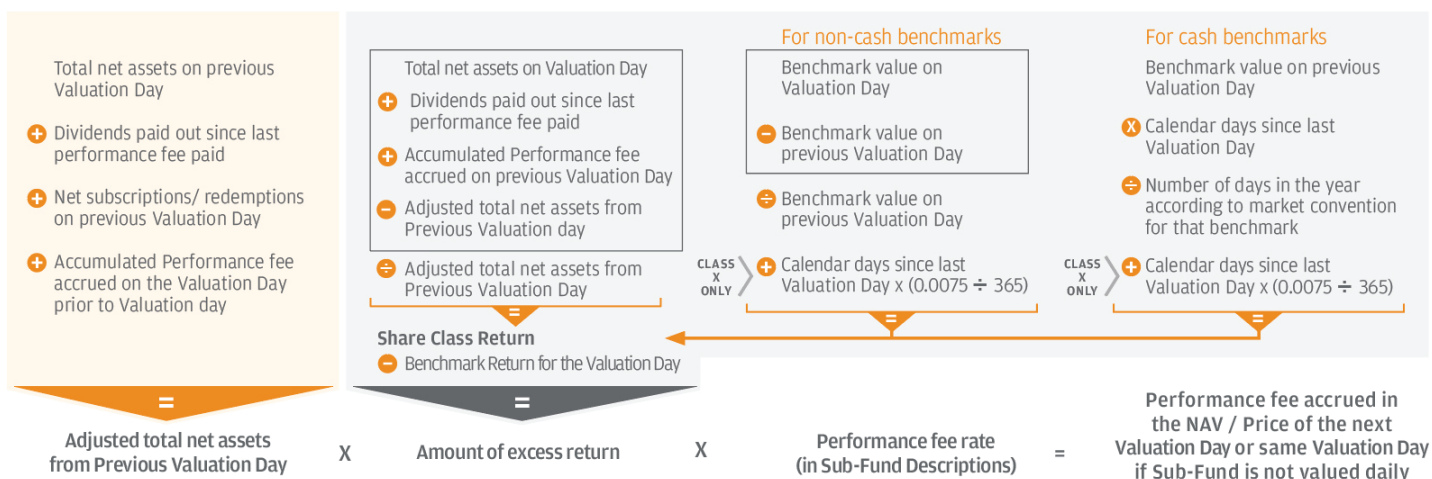 Total net assets on previous
Valuation Day
+ Dividends paid out since last
performance fee paid
+ Net subscriptions/ redemptions
on previous Valuation Day
+ Accumulated Performance fee
accrued on the Valuation Day
prior to Valuation day
=
Adjusted total net assets
from Previous Valuation Day
X
Total net assets on Valuation Day
+ Dividends paid out since last
performance fee paid
+ Accumulated Performance fee
accrued on previous Valuation Day
− Adjusted total net assets from
Previous Valuation day
÷ Adjusted total net assets from
Previous Valuation Day
=
Share Class Return
− Benchmark Return for the Valuation Day
=
Amount of excess return
X
For non-cash benchmarks
Benchmark value on
Valuation Day
− Benchmark value on
previous Valuation Day
÷ Benchmark value on
previous Valuation Day
CLASS
X
ONLY
+ Calendar days since last
Valuation Day x (0.0075 ÷ 365)
=
For cash benchmarks
Benchmark value on previous
Valuation Day
X Calendar days since last
Valuation Day
÷ Number of days in the year
according to market convention
for that benchmark
CLASS
X
ONLY
+ Calendar days since last
Valuation Day x (0.0075 ÷ 365)
=
Performance fee rate
(in Sub-Fund Descriptions)
=
Performance fee accrued in
the NAV / Price of the next
Valuation Day or same Valuation Day
if Sub-Fund is not valued daily